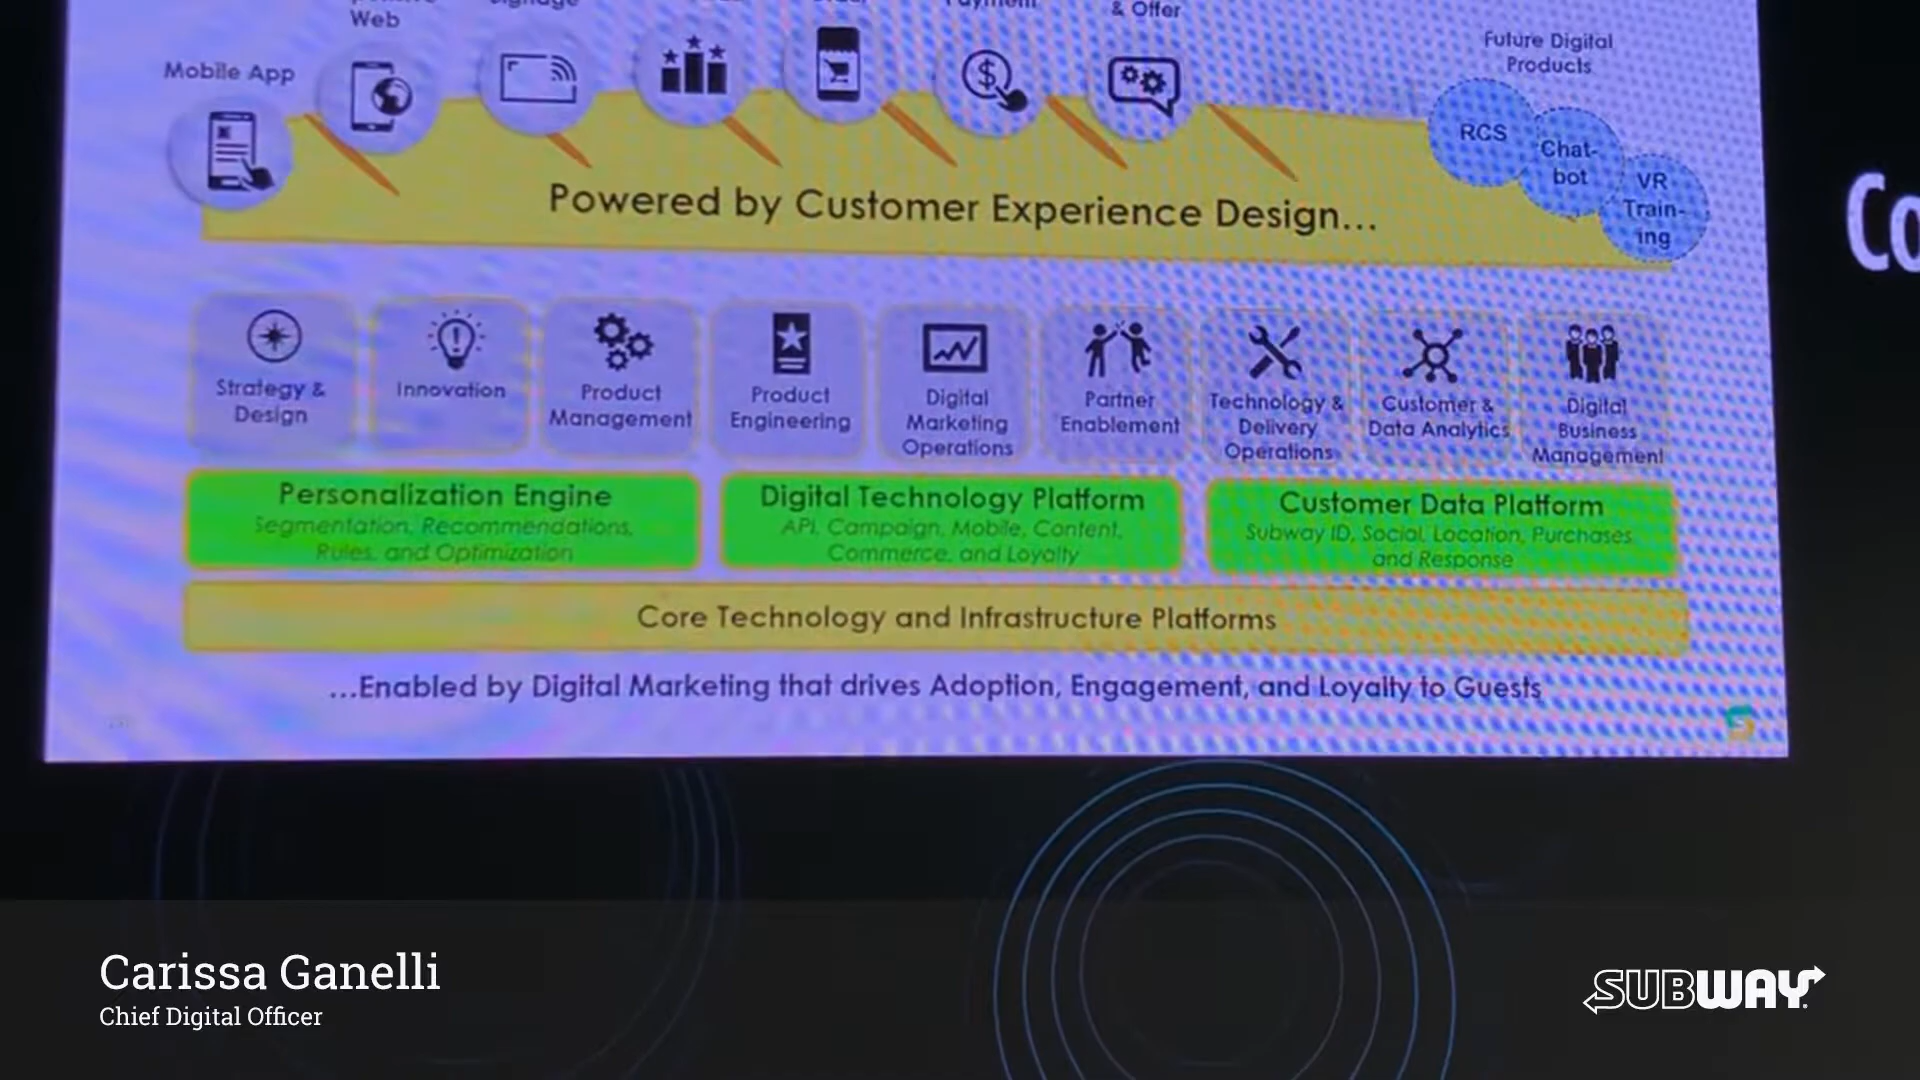 Web
& Offer
Mobile App
Future Digital
Products
RCS
Chat-
bot
VR
Train-
ing
Co
Powered by Customer Experience Design...
Strategy &
Design
Innovation
Product
Management
Product
Engineering
Digital
Marketing
Operations
Partner
Enablement
Technology &
Delivery
Operations
Customer &
Data Analytics
Digital
Business
Management
Personalization Engine
Segmentation, Recommendations,
Rules, and Optimization
Digital Technology Platform
API, Campaign, Mobile, Content,
Commerce, and Loyalty
Customer Data Platform
Subway ID, Social, Location, Purchases
and Response
Core Technology and Infrastructure Platforms
...Enabled by Digital Marketing that drives Adoption, Engagement, and Loyalty to Guests
Carissa Ganelli
Chief Digital Officer
SUBWAY